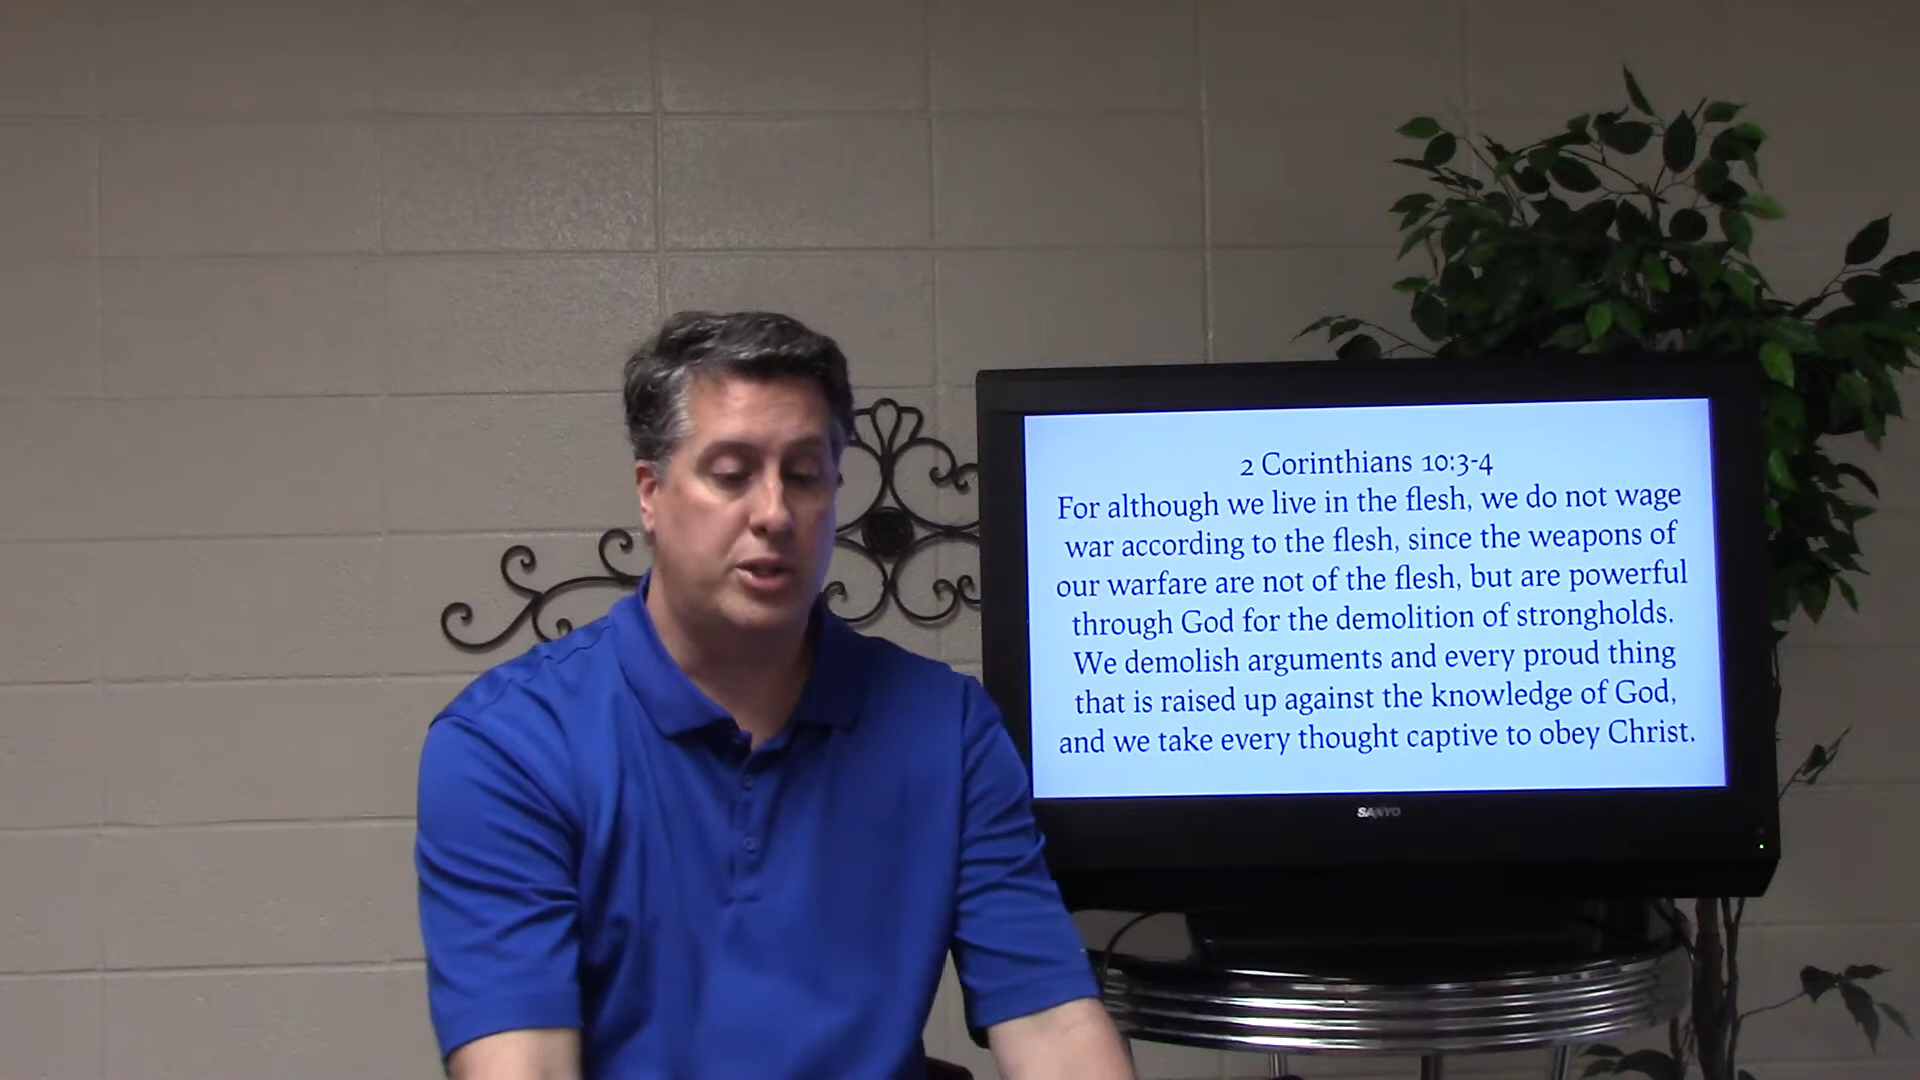 2 Corinthians 10:3-4
For although we live in the flesh, we do not wage
war according to the flesh, since the weapons of
our warfare are not of the flesh, but are powerful
through God for the demolition of strongholds.
We demolish arguments and every proud thing
that is raised up against the knowledge of God,
and we take every thought captive to obey Christ.
SANYO